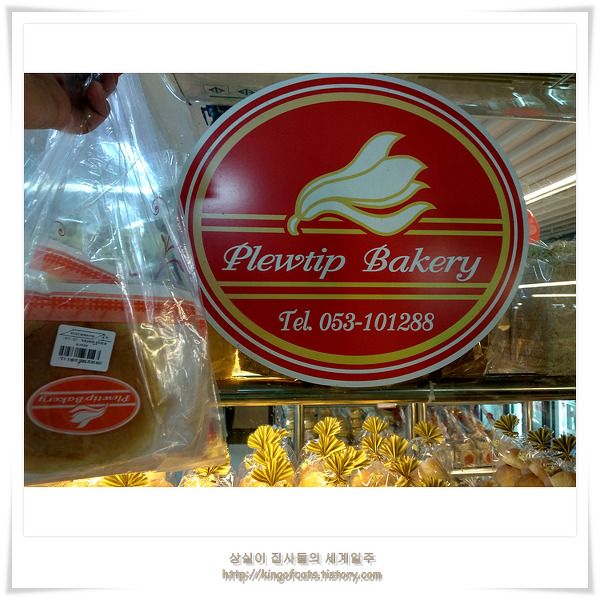 Plewtip Bakery
Tel. 053-101288
Plewtip Bakery
상실이 집사들의 세계일주
http://kingofcats.tistory.com